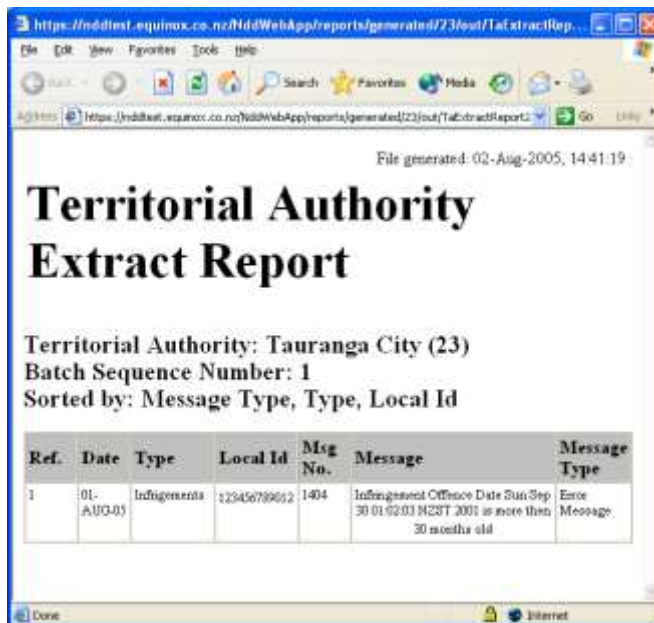 https://nddtest.equinox.co.nz/NddWebApp/reports/generated/23/out/TaExtractRep...
File Edit View Favorites Tools Help
Back Search Favorites Media
Address https://nddtest.equinox.co.nz/NddWebApp/reports/generated/23/out/TaExtractReport2 Go Links
File generated: 02-Aug-2005, 14:41:19
Territorial Authority
Extract Report
Territorial Authority: Tauranga City (23)
Batch Sequence Number: 1
Sorted by: Message Type, Type, Local Id
Ref. Date Type Local Id Msg No. Message Message Type
1 01-AUG-05 Infrigements 123456789012 1404 Infringement Offence Date Sun Sep Error
30 01:02:03 NZST 2001 is more then Message
30 months old
Done Internet